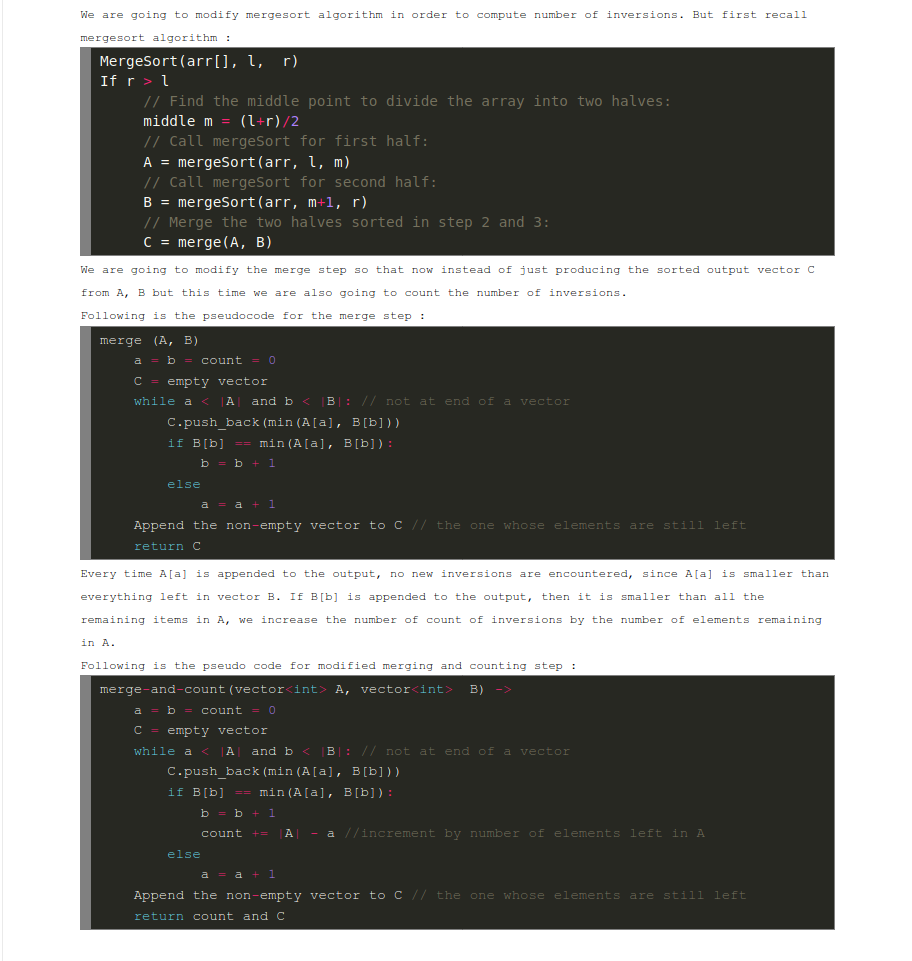 We are going to modify mergesort algorithm in order to compute number of inversions. But first recall
mergesort algorithm :
MergeSort(arr[], l,  r)
If r > l
     // Find the middle point to divide the array into two halves:
     middle m = (l+r)/2
     // Call mergeSort for first half:
     A = mergeSort(arr, l, m)
     // Call mergeSort for second half:
     B = mergeSort(arr, m+1, r)
     // Merge the two halves sorted in step 2 and 3:
     C = merge(A, B)
We are going to modify the merge step so that now instead of just producing the sorted output vector C
from A, B but this time we are also going to count the number of inversions.
Following is the pseudocode for the merge step :
merge (A, B)
    a = b = count = 0
    C = empty vector
    while a < |A| and b < |B|: // not at end of a vector
        C.push_back(min(A[a], B[b]))
        if B[b] == min(A[a], B[b]):
            b = b + 1
        else
            a = a + 1
    Append the non-empty vector to C // the one whose elements are still left
    return C
Every time A[a] is appended to the output, no new inversions are encountered, since A[a] is smaller than
everything left in vector B. If B[b] is appended to the output, then it is smaller than all the
remaining items in A, we increase the number of count of inversions by the number of elements remaining
in A.
Following is the pseudo code for modified merging and counting step :
merge-and-count(vector<int> A, vector<int>  B) ->
    a = b = count = 0
    C = empty vector
    while a < |A| and b < |B|: // not at end of a vector
        C.push_back(min(A[a], B[b]))
        if B[b] == min(A[a], B[b]):
            b = b + 1
            count += |A| - a //increment by number of elements left in A
        else
            a = a + 1
    Append the non-empty vector to C // the one whose elements are still left
    return count and C